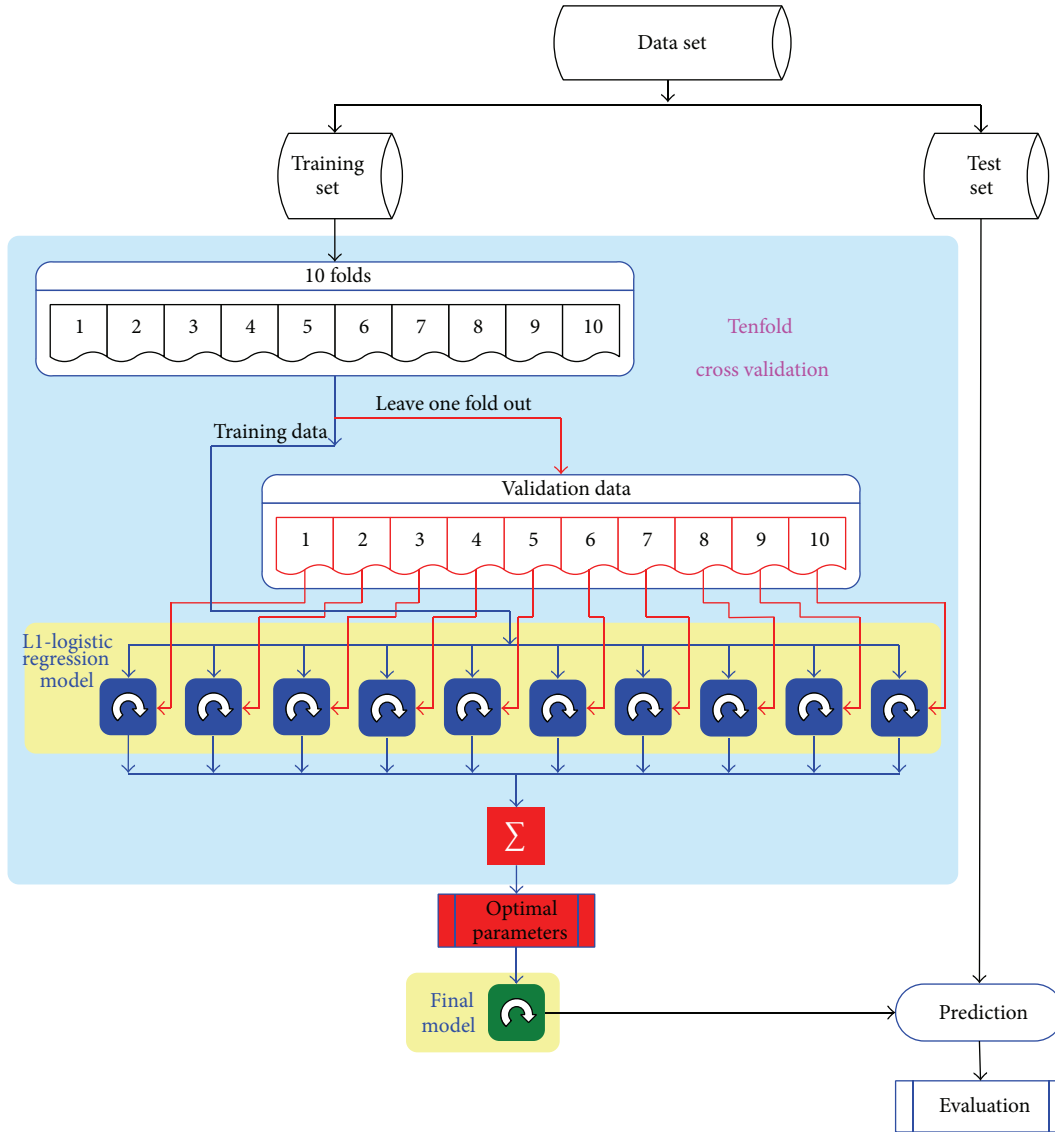 Data set
Training
set
Test
set
10 folds
1 2 3 4 5 6 7 8 9 10
Tenfold
cross validation
Leave one fold out
Training data
Validation data
1 2 3 4 5 6 7 8 9 10
L1-logistic
regression
model
∑
Optimal
parameters
Final
model
Prediction
Evaluation